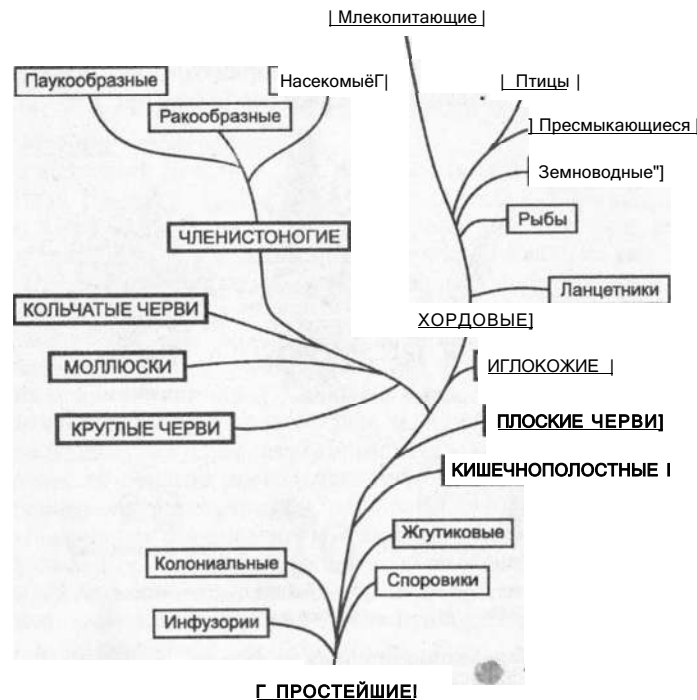 | Млекопитающие |
Паукообразные
НасекомыёГ|
| Птицы |
Ракообразные
] Пресмыкающиеся |
Земноводные"]
Рыбы
ЧЛЕНИСТОНОГИЕ
Ланцетники
КОЛЬЧАТЫЕ ЧЕРВИ
ХОРДОВЫЕ]
МОЛЛЮСКИ
ИГЛОКОЖИЕ |
КРУГЛЫЕ ЧЕРВИ
ПЛОСКИЕ ЧЕРВИ]
КИШЕЧНОПОЛОСТНЫЕ I
Жгутиковые
Колониальные
Споровики
Инфузории
Г ПРОСТЕЙШИЕ!